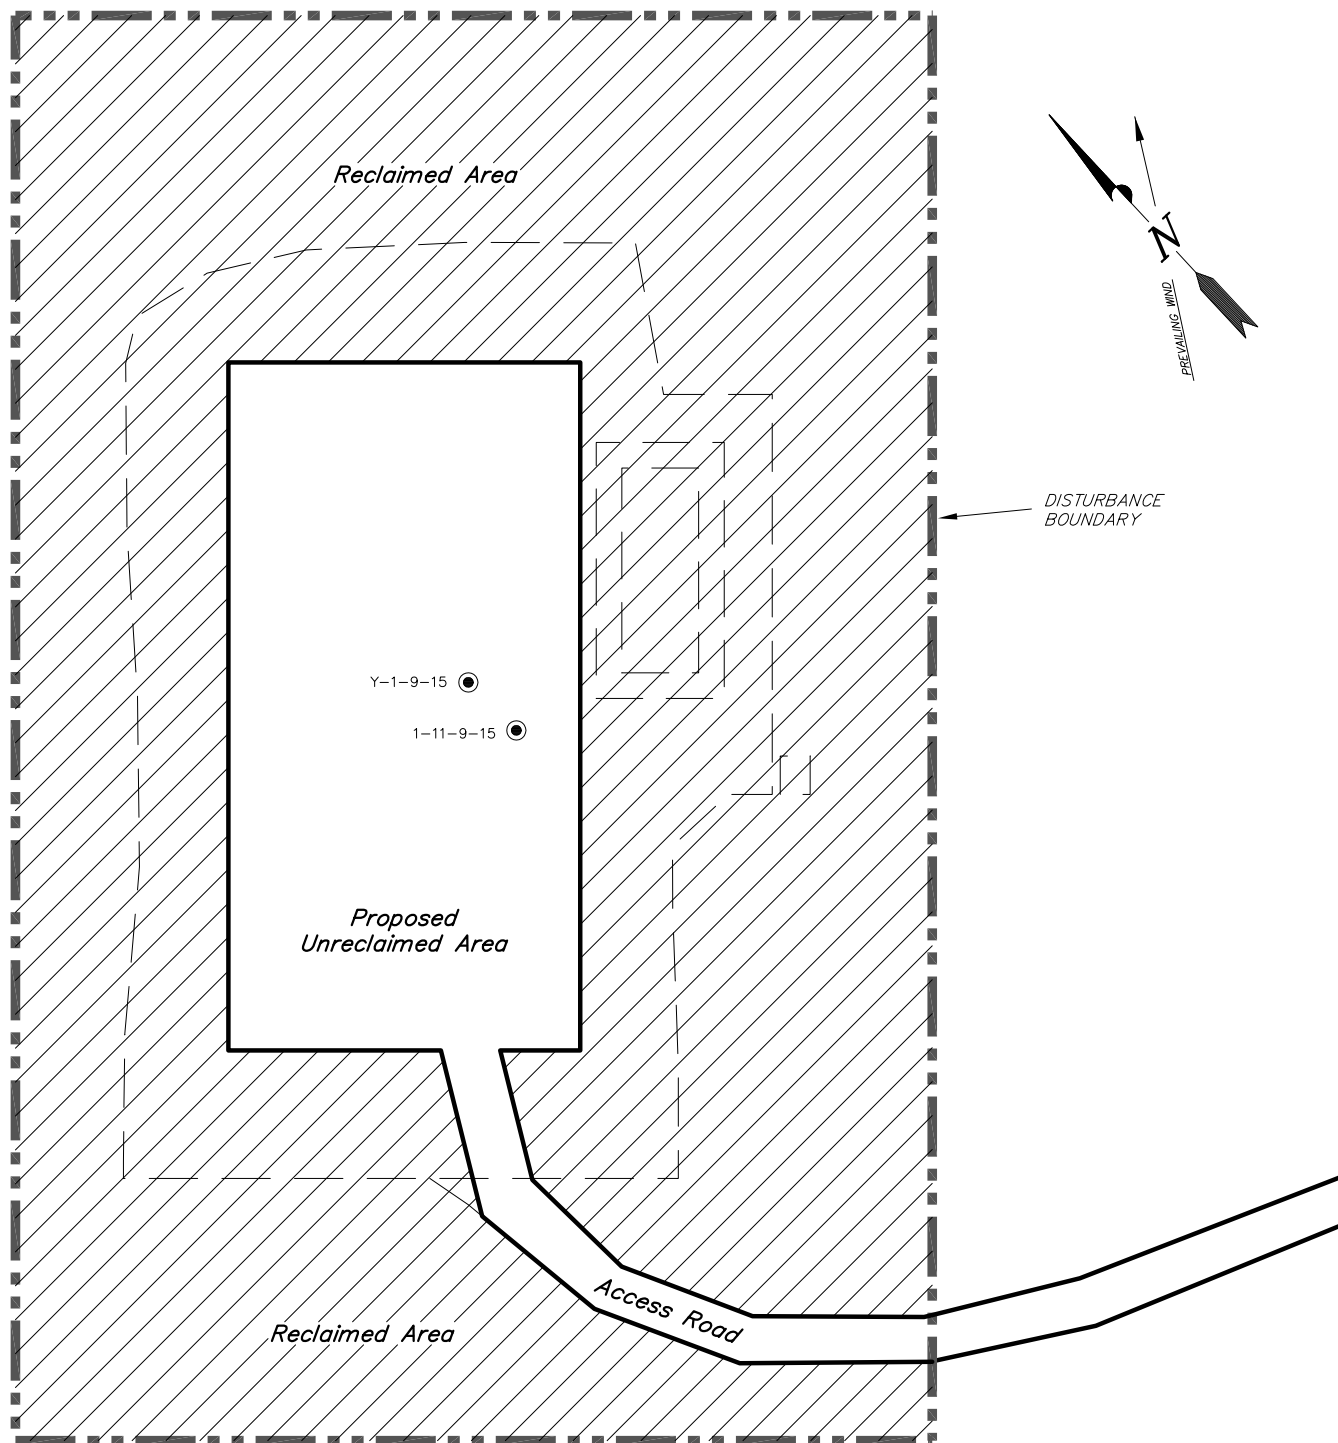 Reclaimed Area
N
PREVAILING WIND
DISTURBANCE
BOUNDARY
Y-1-9-15
1-11-9-15
Proposed
Unreclaimed Area
Access Road
Reclaimed Area